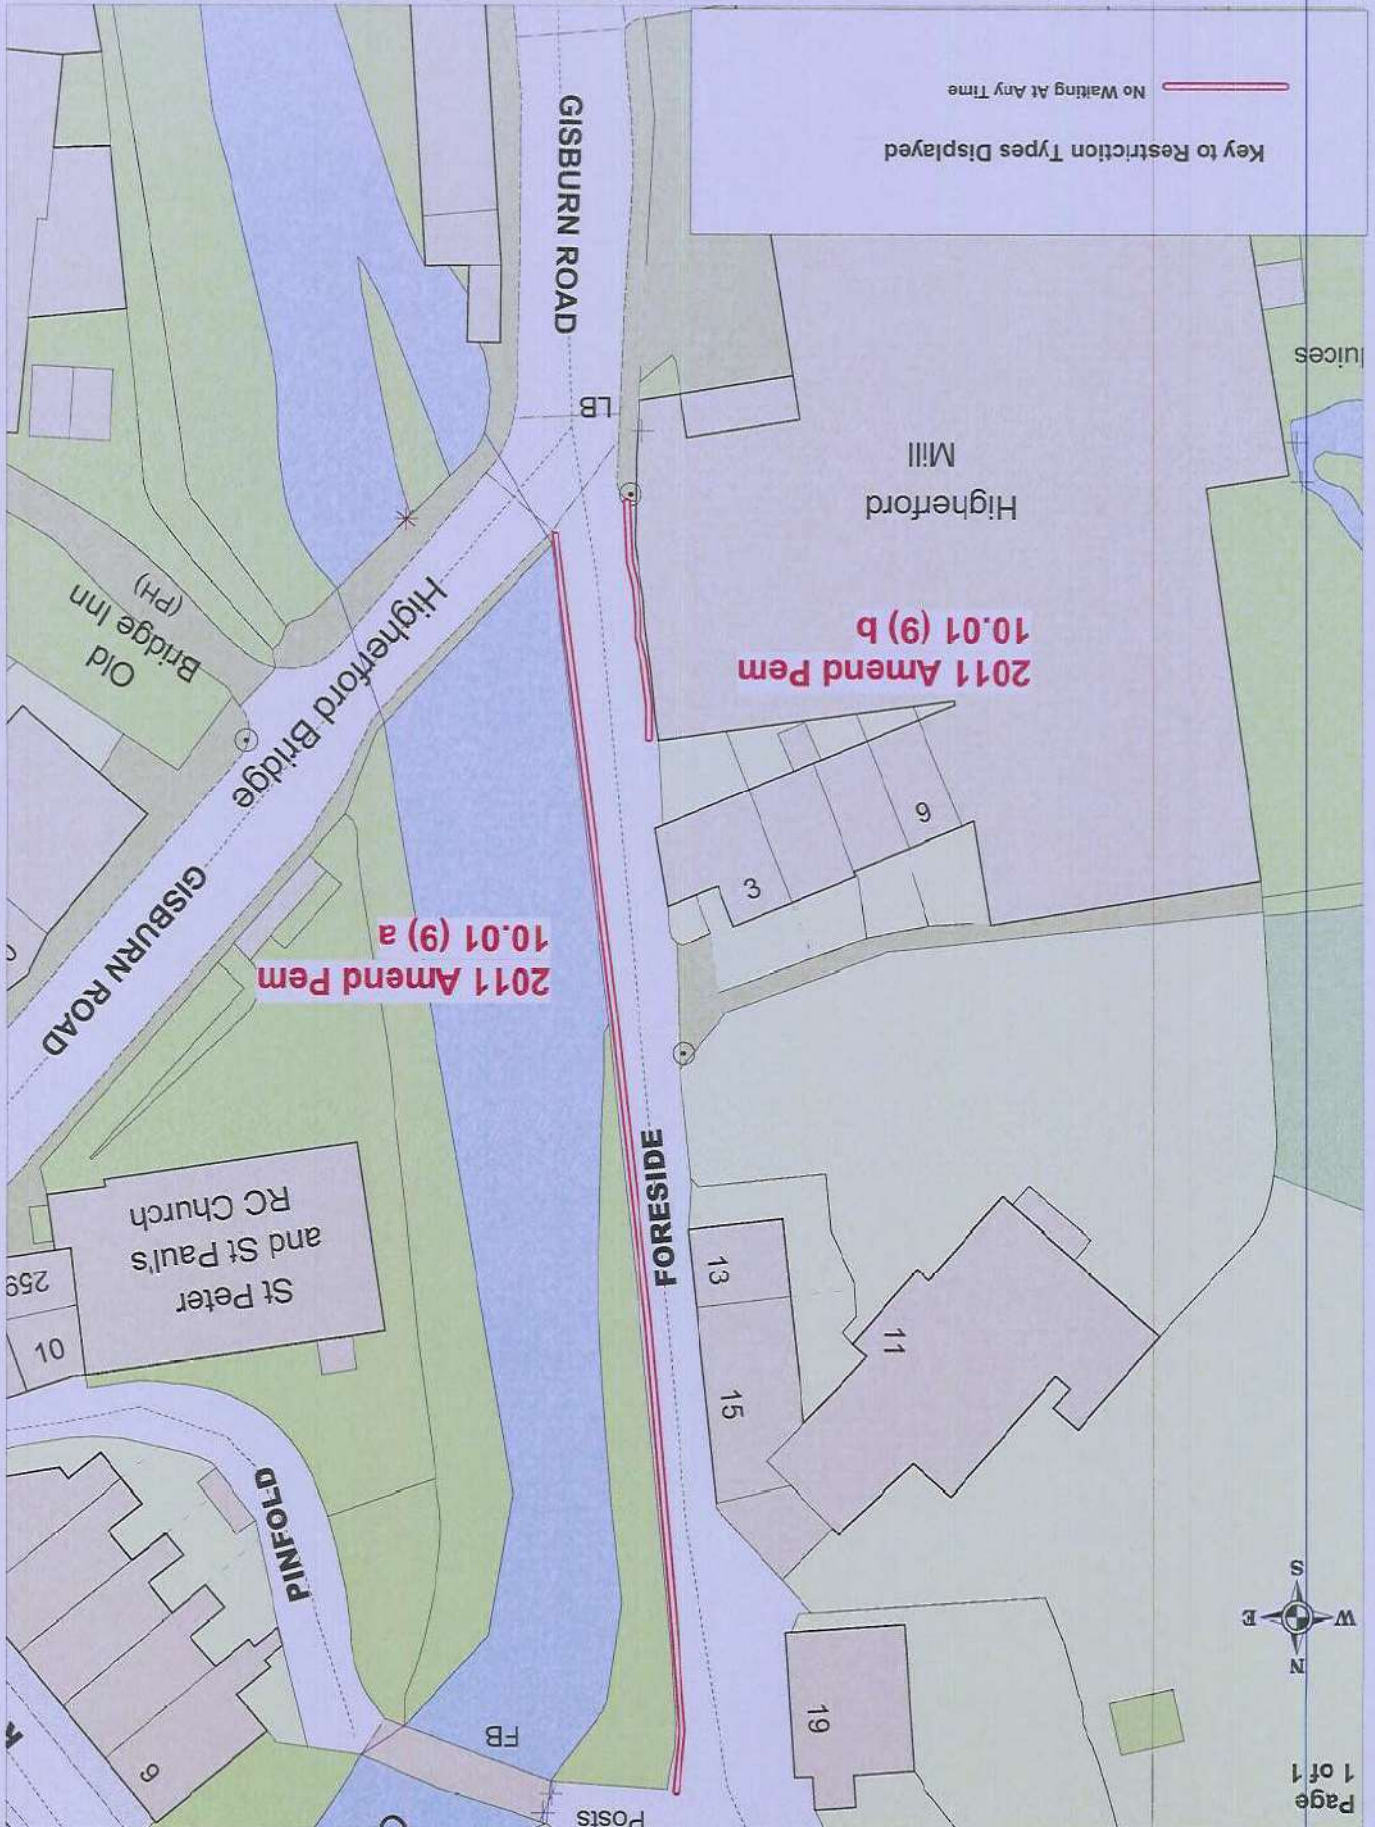 Page
1 of 1
N
W E
S
Posts
FB
19
6
PINFOLD
15
11
13
10
259
St Peter
and St Paul's
RC Church
FORESIDE
2011 Amend Pem
10.01 (9) a
GISBURN ROAD
3
9
2011 Amend Pem
10.01 (9) b
Higherford Bridge
Old
Bridge Inn
(PH)
Higherford
Mill
LB
luices
GISBURN ROAD
Key to Restriction Types Displayed
No Waiting At Any Time